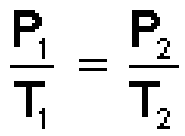 P₁/T₁ = P₂/T₂